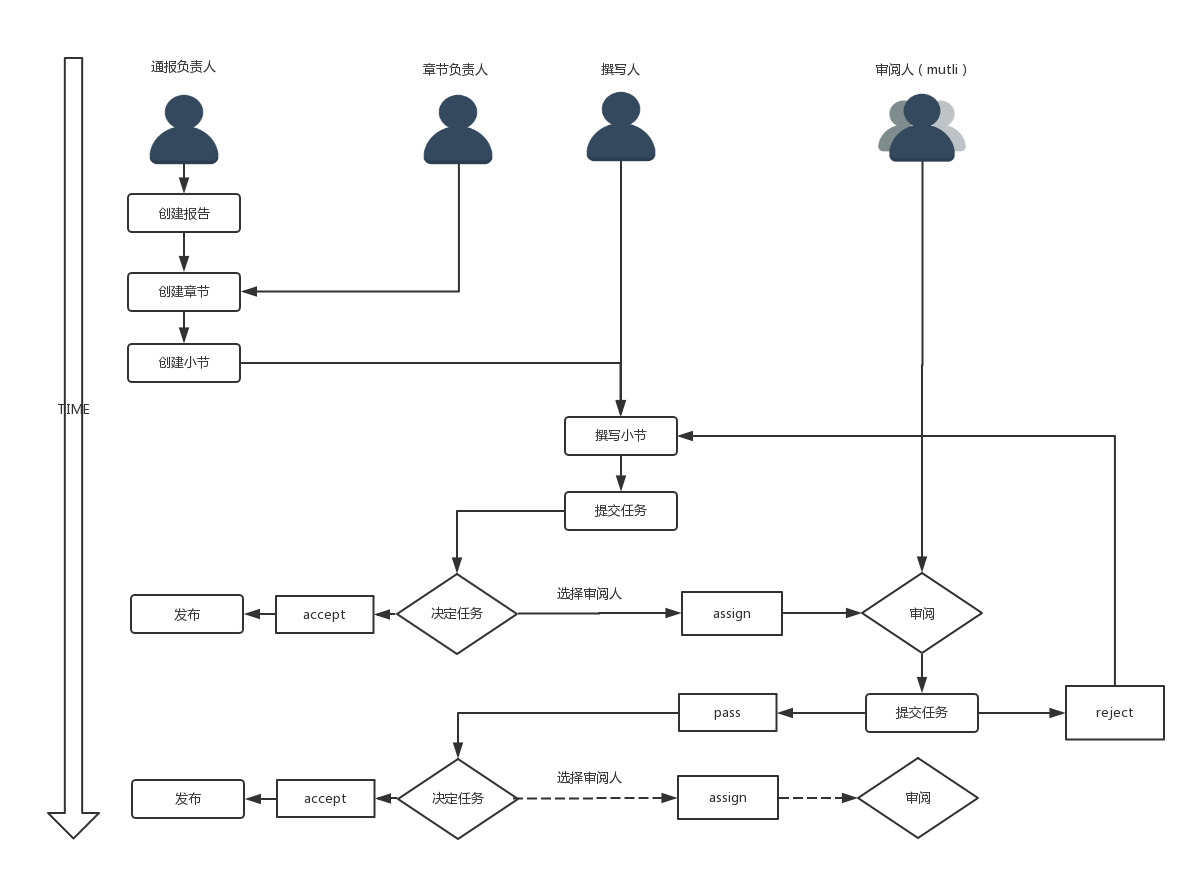 通报负责人
章节负责人
撰写人
审阅人（mutli）
创建报告
创建章节
创建小节
TIME
撰写小节
提交任务
选择审阅人
发布
accept
决定任务
assign
审阅
pass
提交任务
reject
选择审阅人
发布
accept
决定任务
assign
审阅